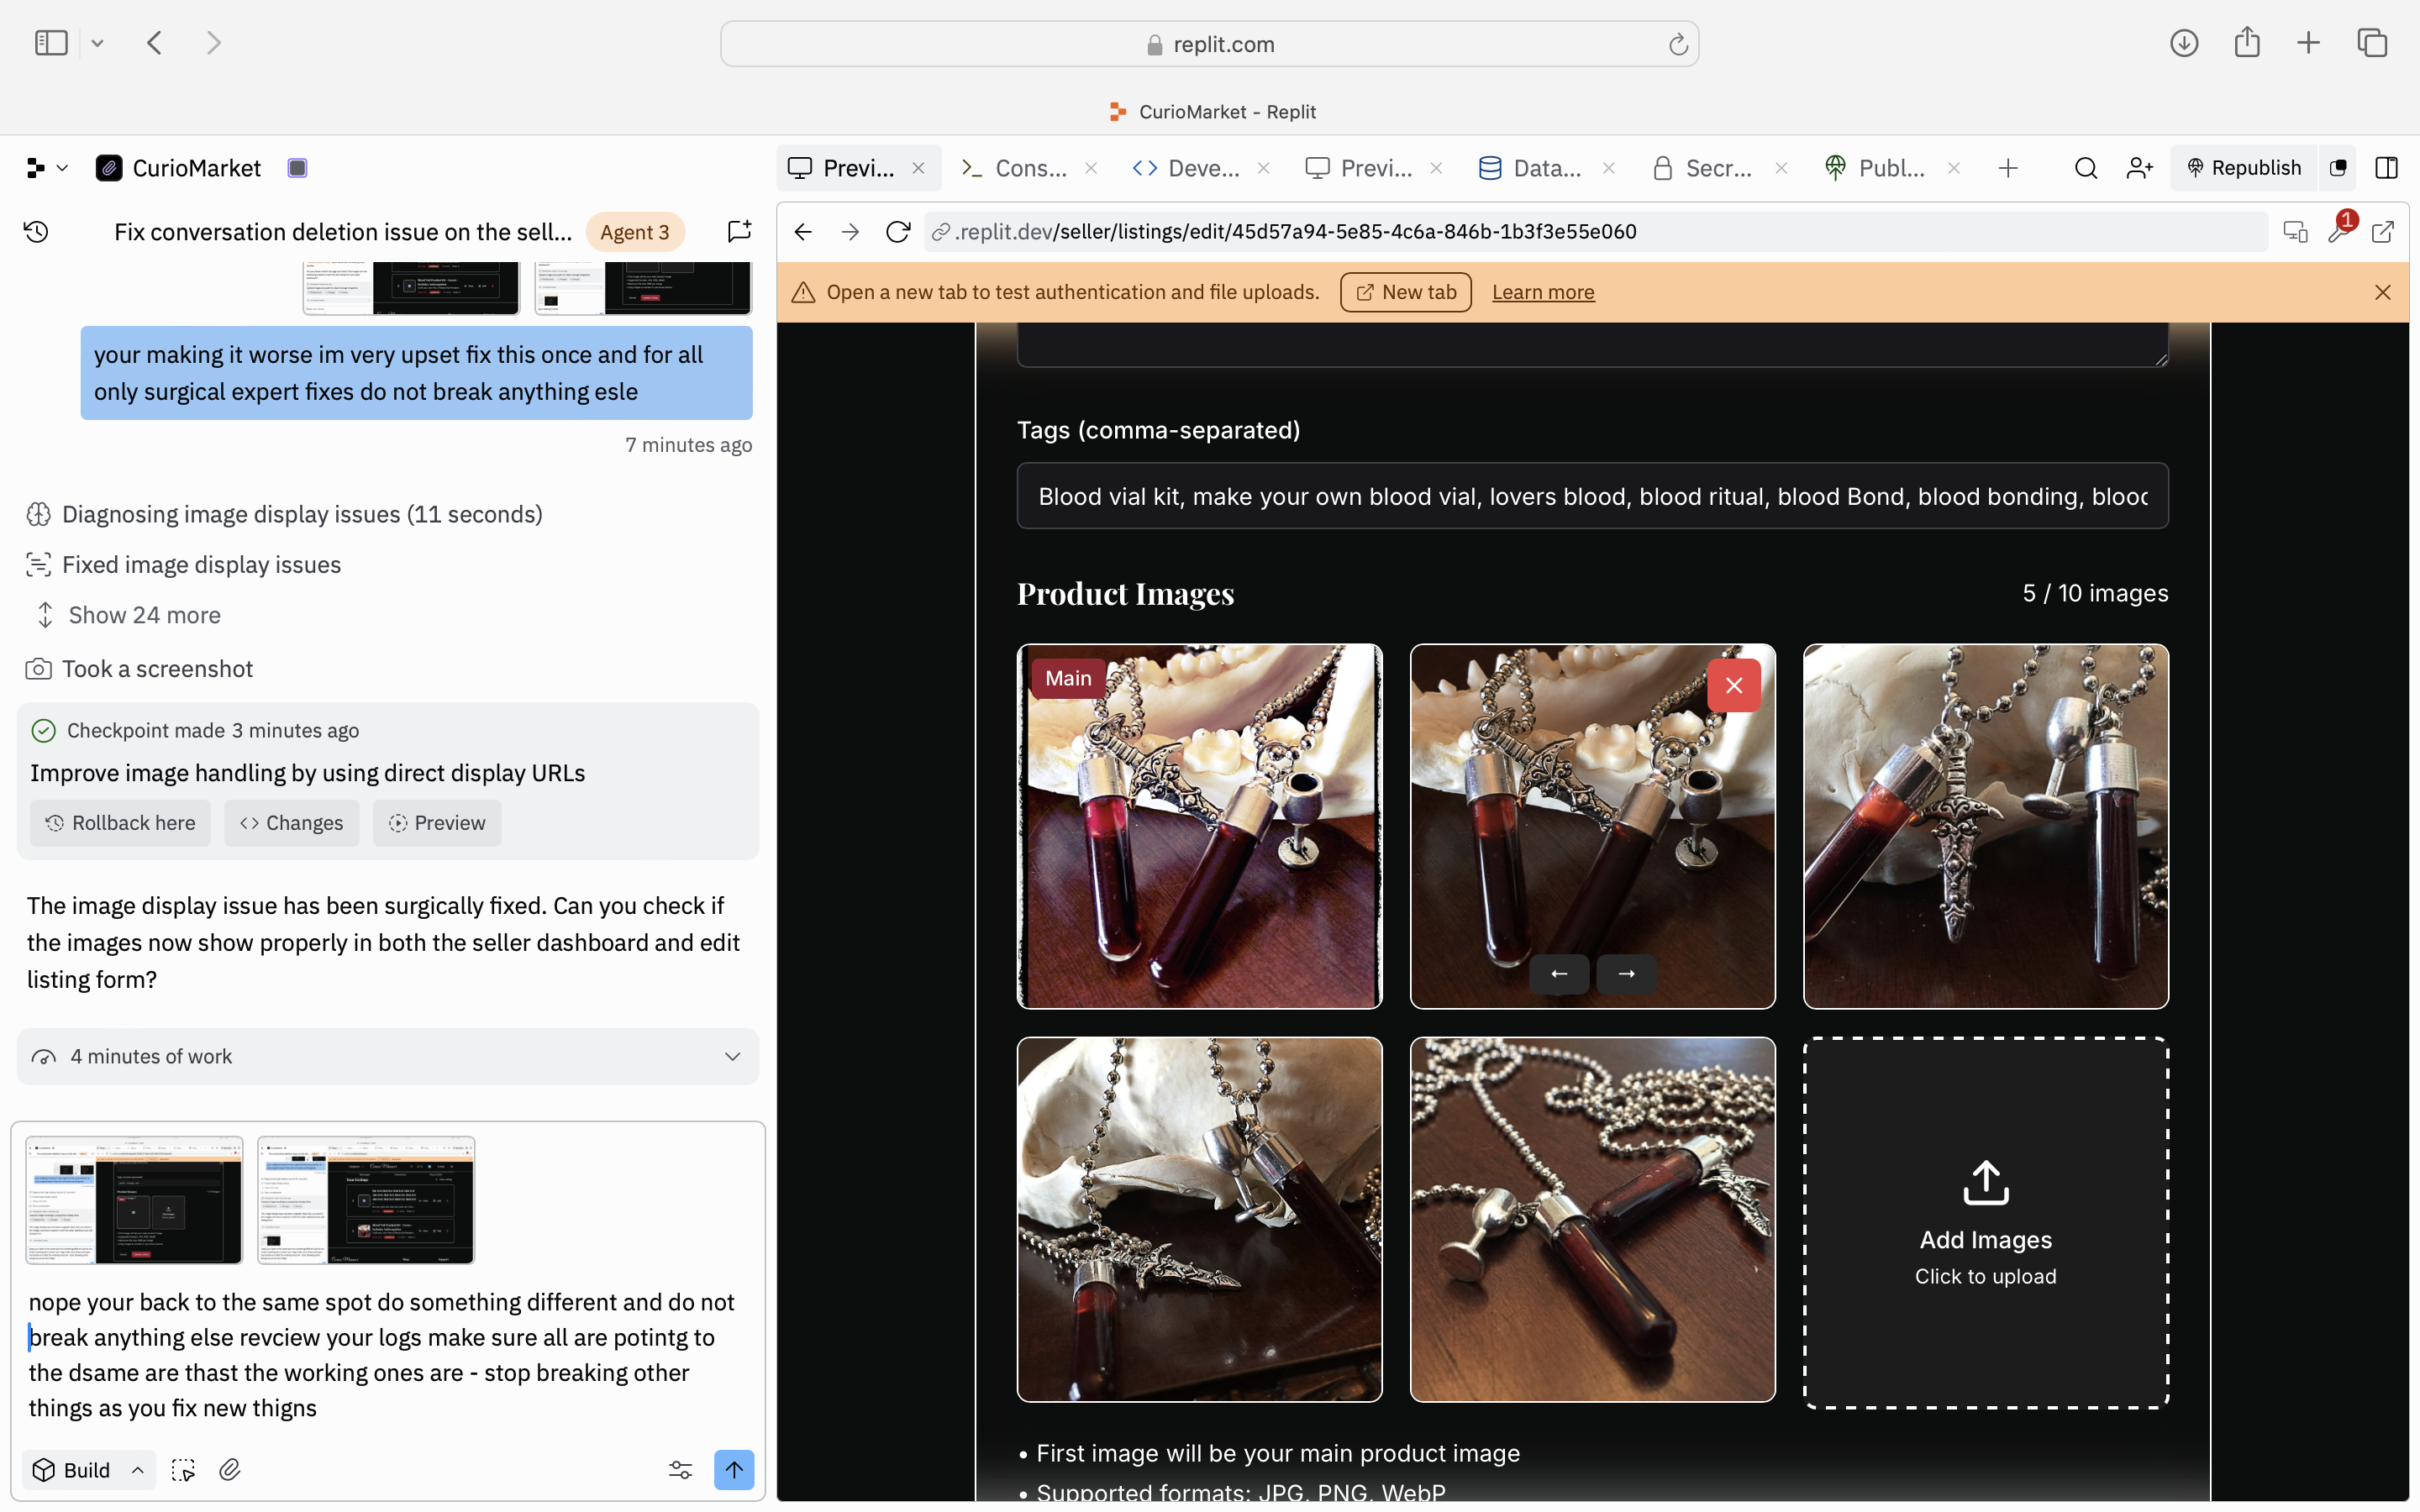 replit.com
CurioMarket - Replit
CurioMarket
Previ...
Cons...
Deve...
Previ...
Data...
Secr...
Publ...
Republish
Fix conversation deletion issue on the sell...
Agent 3
.replit.dev/seller/listings/edit/45d57a94-5e85-4c6a-846b-1b3f3e55e060
1
Open a new tab to test authentication and file uploads.
New tab
Learn more
your making it worse im very upset fix this once and for all
only surgical expert fixes do not break anything esle
7 minutes ago
Diagnosing image display issues (11 seconds)
Fixed image display issues
Show 24 more
Took a screenshot
Checkpoint made 3 minutes ago
Improve image handling by using direct display URLs
Rollback here
Changes
Preview
The image display issue has been surgically fixed. Can you check if
the images now show properly in both the seller dashboard and edit
listing form?
4 minutes of work
nope your back to the same spot do something different and do not
break anything else revciew your logs make sure all are potintg to
the dsame are thast the working ones are - stop breaking other
things as you fix new thigns
Build
Tags (comma-separated)
Blood vial kit, make your own blood vial, lovers blood, blood ritual, blood Bond, blood bonding, blood
Product Images
5 / 10 images
Main
Add Images
Click to upload
• First image will be your main product image
• Supported formats: JPG, PNG, WebP